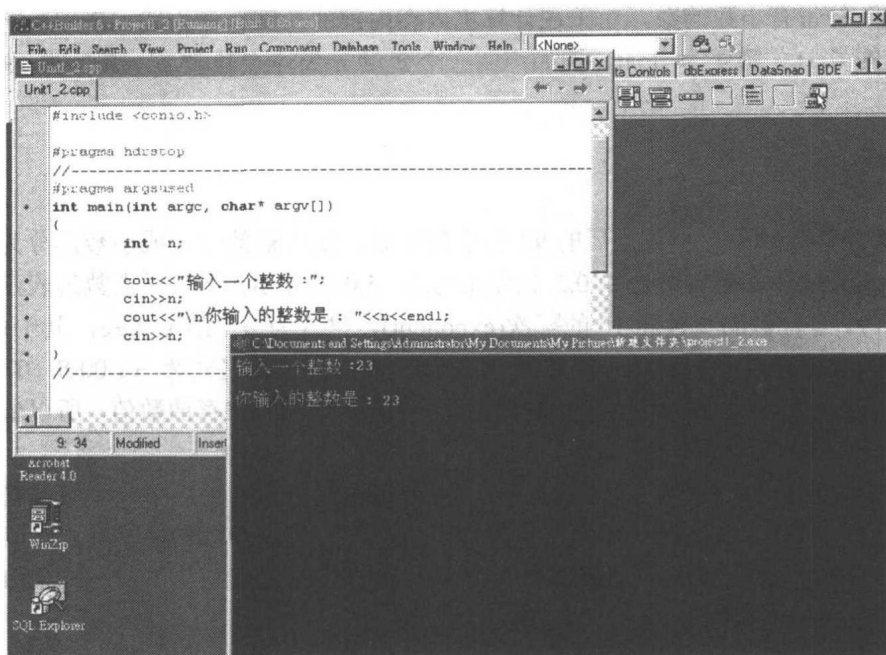 C++Builder 6 - Project1_2 [Running]
File Edit Search View Project Run Component Database Tools Window Help
<None>
ta Controls dbExpress DataSnap BDE
Unit1_2.cpp
Unit1_2.cpp
#include <conio.h>
#pragma hdrstop
//----------------------------------------------------------------
#pragma argsused
int main(int argc, char* argv[])
{
int n;
cout<<"输入一个整数:";
cin>>n;
cout<<"\n你输入的整数是: "<<n<<endl;
cin>>n;
}
//--
9: 34 Modified Inser
C:\Documents and Settings\Administrator\My Documents\My Pictures\新建文件夹\project1_2.exe
输入一个整数:23
你输入的整数是: 23
Acrobat
Reader 4.0
WinZip
SQL Explorer